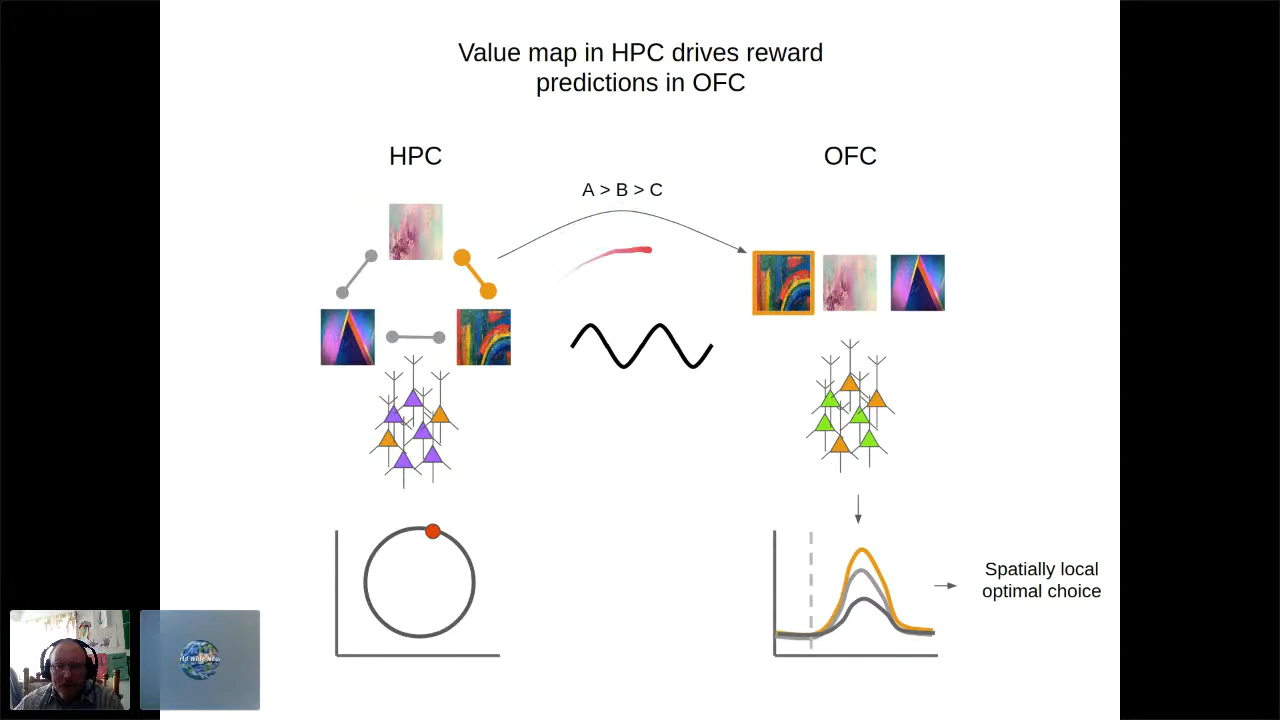 Value map in HPC drives reward
predictions in OFC
HPC
OFC
A > B > C
Spatially local
optimal choice